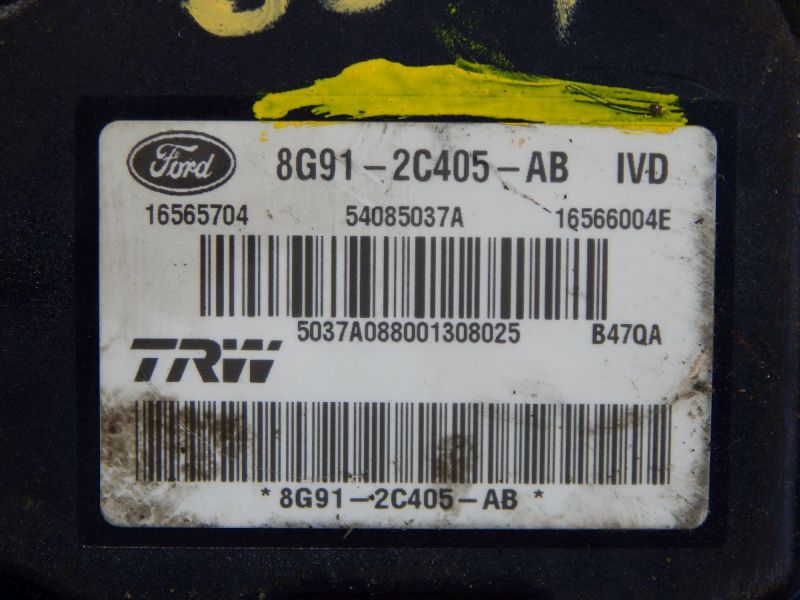 Ford 8G91-2C405-AB IVD
16565704 54085037A 16566004E
5037A088001308025 B47QA
TRW
*8G91-2C405-AB*